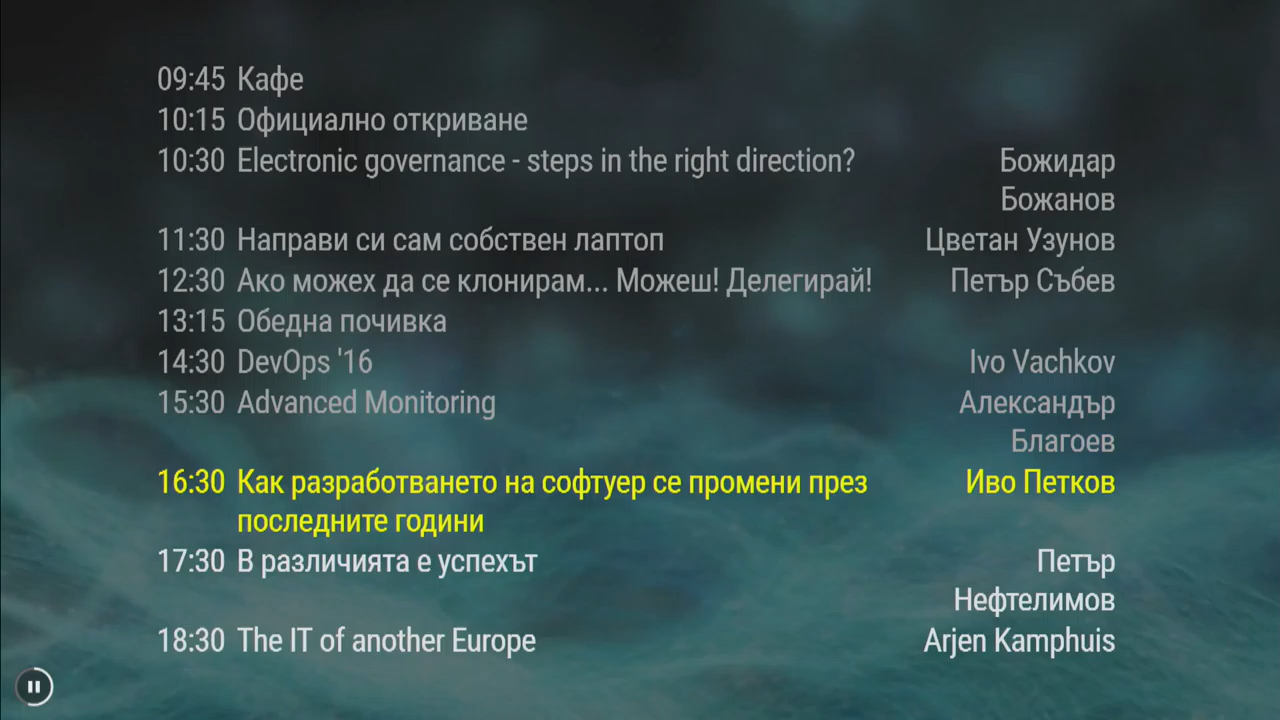 09:45 Кафе
10:15 Официално откриване
10:30 Electronic governance - steps in the right direction? Божидар
Божанов
11:30 Направи си сам собствен лаптоп Цветан Узунов
12:30 Ако можех да се клонирам... Можеш! Делегирай! Петър Събев
13:15 Обедна почивка
14:30 DevOps '16 Ivo Vachkov
15:30 Advanced Monitoring Александър
Благоев
16:30 Как разработването на софтуер се промени през Иво Петков
последните години
17:30 В различията е успехът Петър
Нефтелимов
18:30 The IT of another Europe Arjen Kamphuis